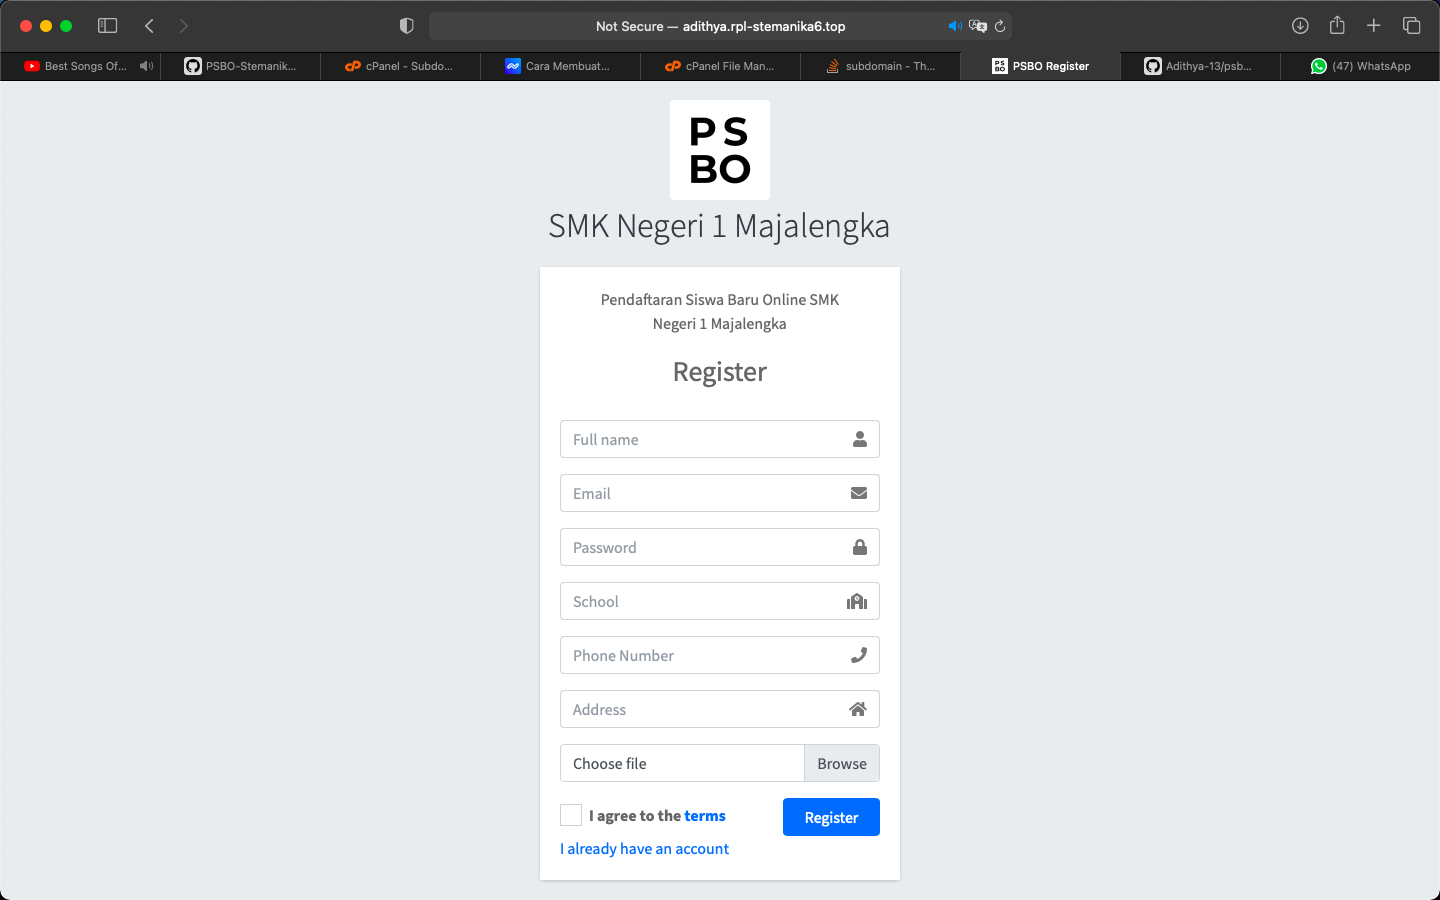 Not Secure — adithya.rpl-stemanika6.top
Best Songs Of...
PSBO-Stemanik...
cPanel - Subdo...
Cara Membuat...
cPanel File Man...
subdomain - Th...
PSBO Register
Adithya-13/psb...
(47) WhatsApp
PS
BO
SMK Negeri 1 Majalengka
Pendaftaran Siswa Baru Online SMK
Negeri 1 Majalengka
Register
Full name
Email
Password
School
Phone Number
Address
Choose file
Browse
I agree to the terms
Register
I already have an account